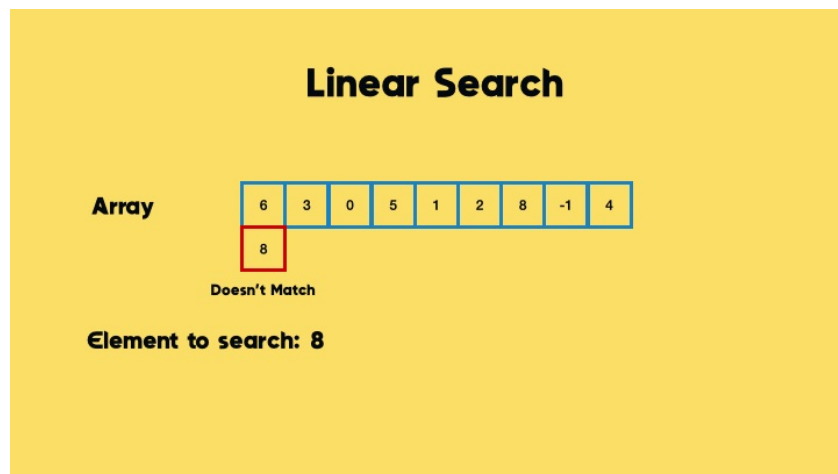 Linear Search
Array 6 3 0 5 1 2 8 -1 4
8
Doesn't Match
Element to search: 8